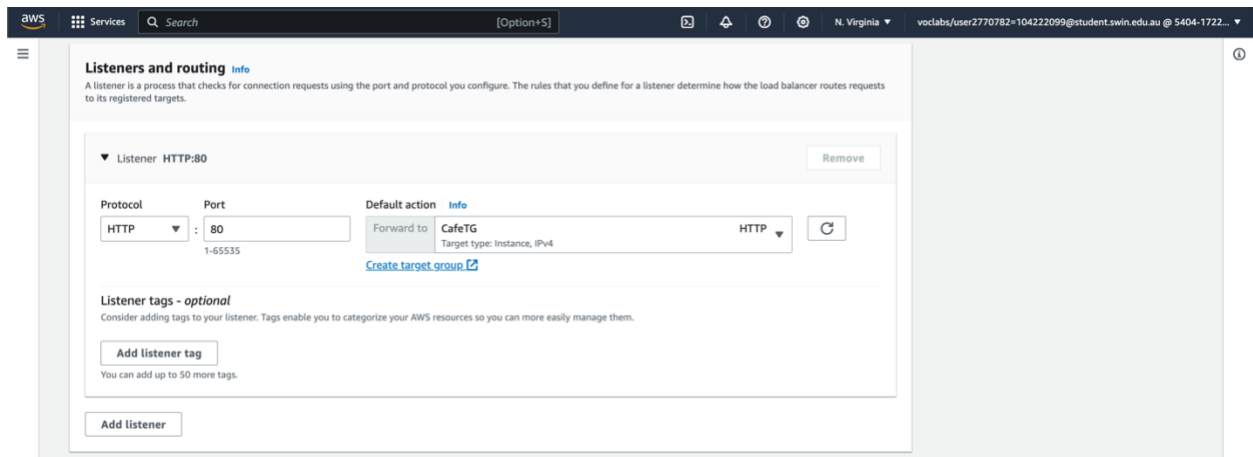 aws Services Search [Option+S] N. Virginia ▼ voclabs/user2770782=104222099@student.swin.edu.au @ 5404-1722... ▼
Listeners and routing Info
A listener is a process that checks for connection requests using the port and protocol you configure. The rules that you define for a listener determine how the load balancer routes requests
to its registered targets.
▼ Listener HTTP:80 Remove
Protocol Port Default action Info
HTTP ▼ : 80 Forward to CafeTG HTTP ▼
Target type: Instance, IPv4
1-65535
Create target group
Listener tags - optional
Consider adding tags to your listener. Tags enable you to categorize your AWS resources so you can more easily manage them.
Add listener tag
You can add up to 50 more tags.
Add listener